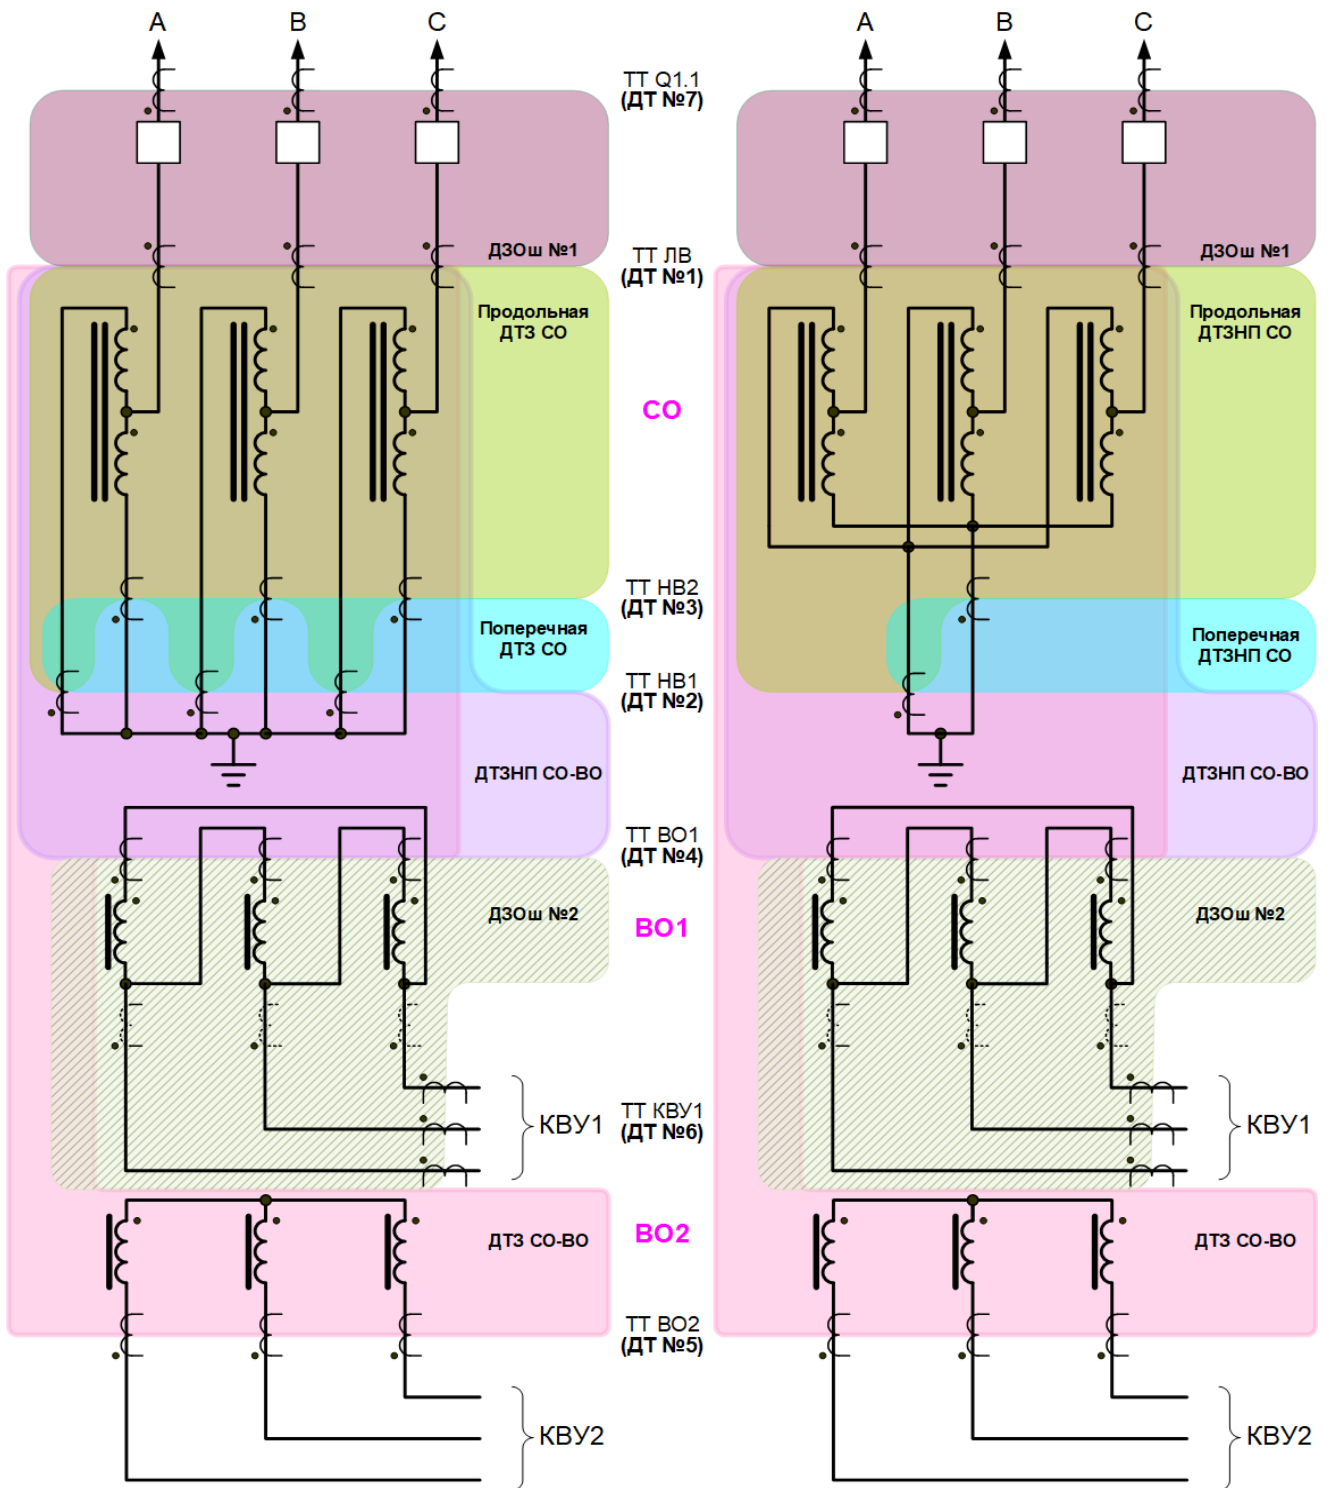 A B C A B C
ТТ Q1.1
(ДТ №7)
ДЗОш №1 ДЗОш №1
ТТ ЛВ
(ДТ №1)
Продольная
ДТЗ СО
Продольная
ДТЗНП СО
СО
ТТ НВ2
(ДТ №3)
Поперечная
ДТЗ СО
Поперечная
ДТЗНП СО
ТТ НВ1
(ДТ №2)
ДТЗНП СО-ВО ДТЗНП СО-ВО
ТТ ВО1
(ДТ №4)
ДЗОш №2 ДЗОш №2
ВО1
ТТ КВУ1
(ДТ №6)
КВУ1 КВУ1
ВО2
ДТЗ СО-ВО ДТЗ СО-ВО
ТТ ВО2
(ДТ №5)
КВУ2 КВУ2